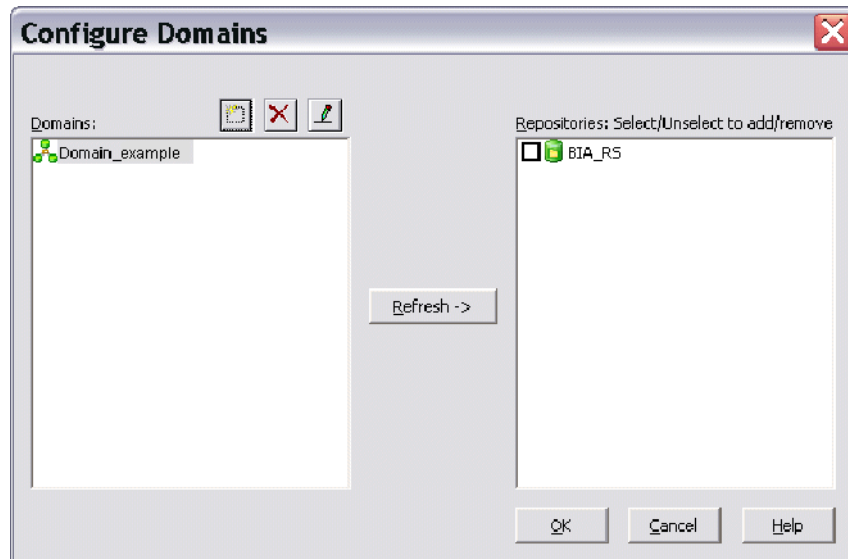 Configure Domains
Domains:
Repositories: Select/Unselect to add/remove
Domain_example
BIA_RS
Refresh ->
OK
Cancel
Help